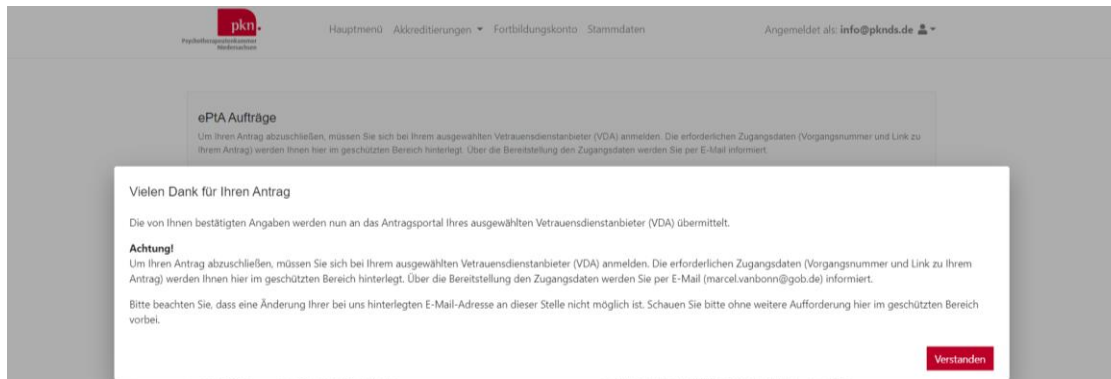 pkn.
Psychotherapeutenkammer
Niedersachsen
Hauptmenü Akkreditierungen Fortbildungskonto Stammdaten
Angemeldet als: info@pknds.de
ePtA Aufträge
Um Ihren Antrag abzuschließen, müssen Sie sich bei Ihrem ausgewählten Vetrauensdienstanbieter (VDA) anmelden. Die erforderlichen Zugangsdaten (Vorgangsnummer und Link zu
Ihrem Antrag) werden Ihnen hier im geschützten Bereich hinterlegt. Über die Bereitstellung den Zugangsdaten werden Sie per E-Mail informiert.
Vielen Dank für Ihren Antrag
Die von Ihnen bestätigten Angaben werden nun an das Antragsportal Ihres ausgewählten Vetrauensdienstanbieter (VDA) übermittelt.
Achtung!
Um Ihren Antrag abzuschließen, müssen Sie sich bei Ihrem ausgewählten Vetrauensdienstanbieter (VDA) anmelden. Die erforderlichen Zugangsdaten (Vorgangsnummer und Link zu Ihrem
Antrag) werden Ihnen hier im geschützten Bereich hinterlegt. Über die Bereitstellung den Zugangsdaten werden Sie per E-Mail (marcel.vanbonn@gob.de) informiert.
Bitte beachten Sie, dass eine Änderung Ihrer bei uns hinterlegten E-Mail-Adresse an dieser Stelle nicht möglich ist. Schauen Sie bitte ohne weitere Aufforderung hier im geschützten Bereich
vorbei.
Verstanden